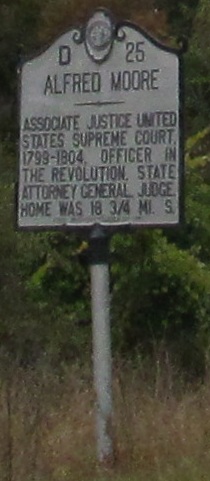 D 25
ALFRED MOORE
ASSOCIATE JUSTICE UNITED
STATES SUPREME COURT,
1799-1804. OFFICER IN
THE REVOLUTION, STATE
ATTORNEY GENERAL, JUDGE.
HOME WAS 18 3/4 MI. S.